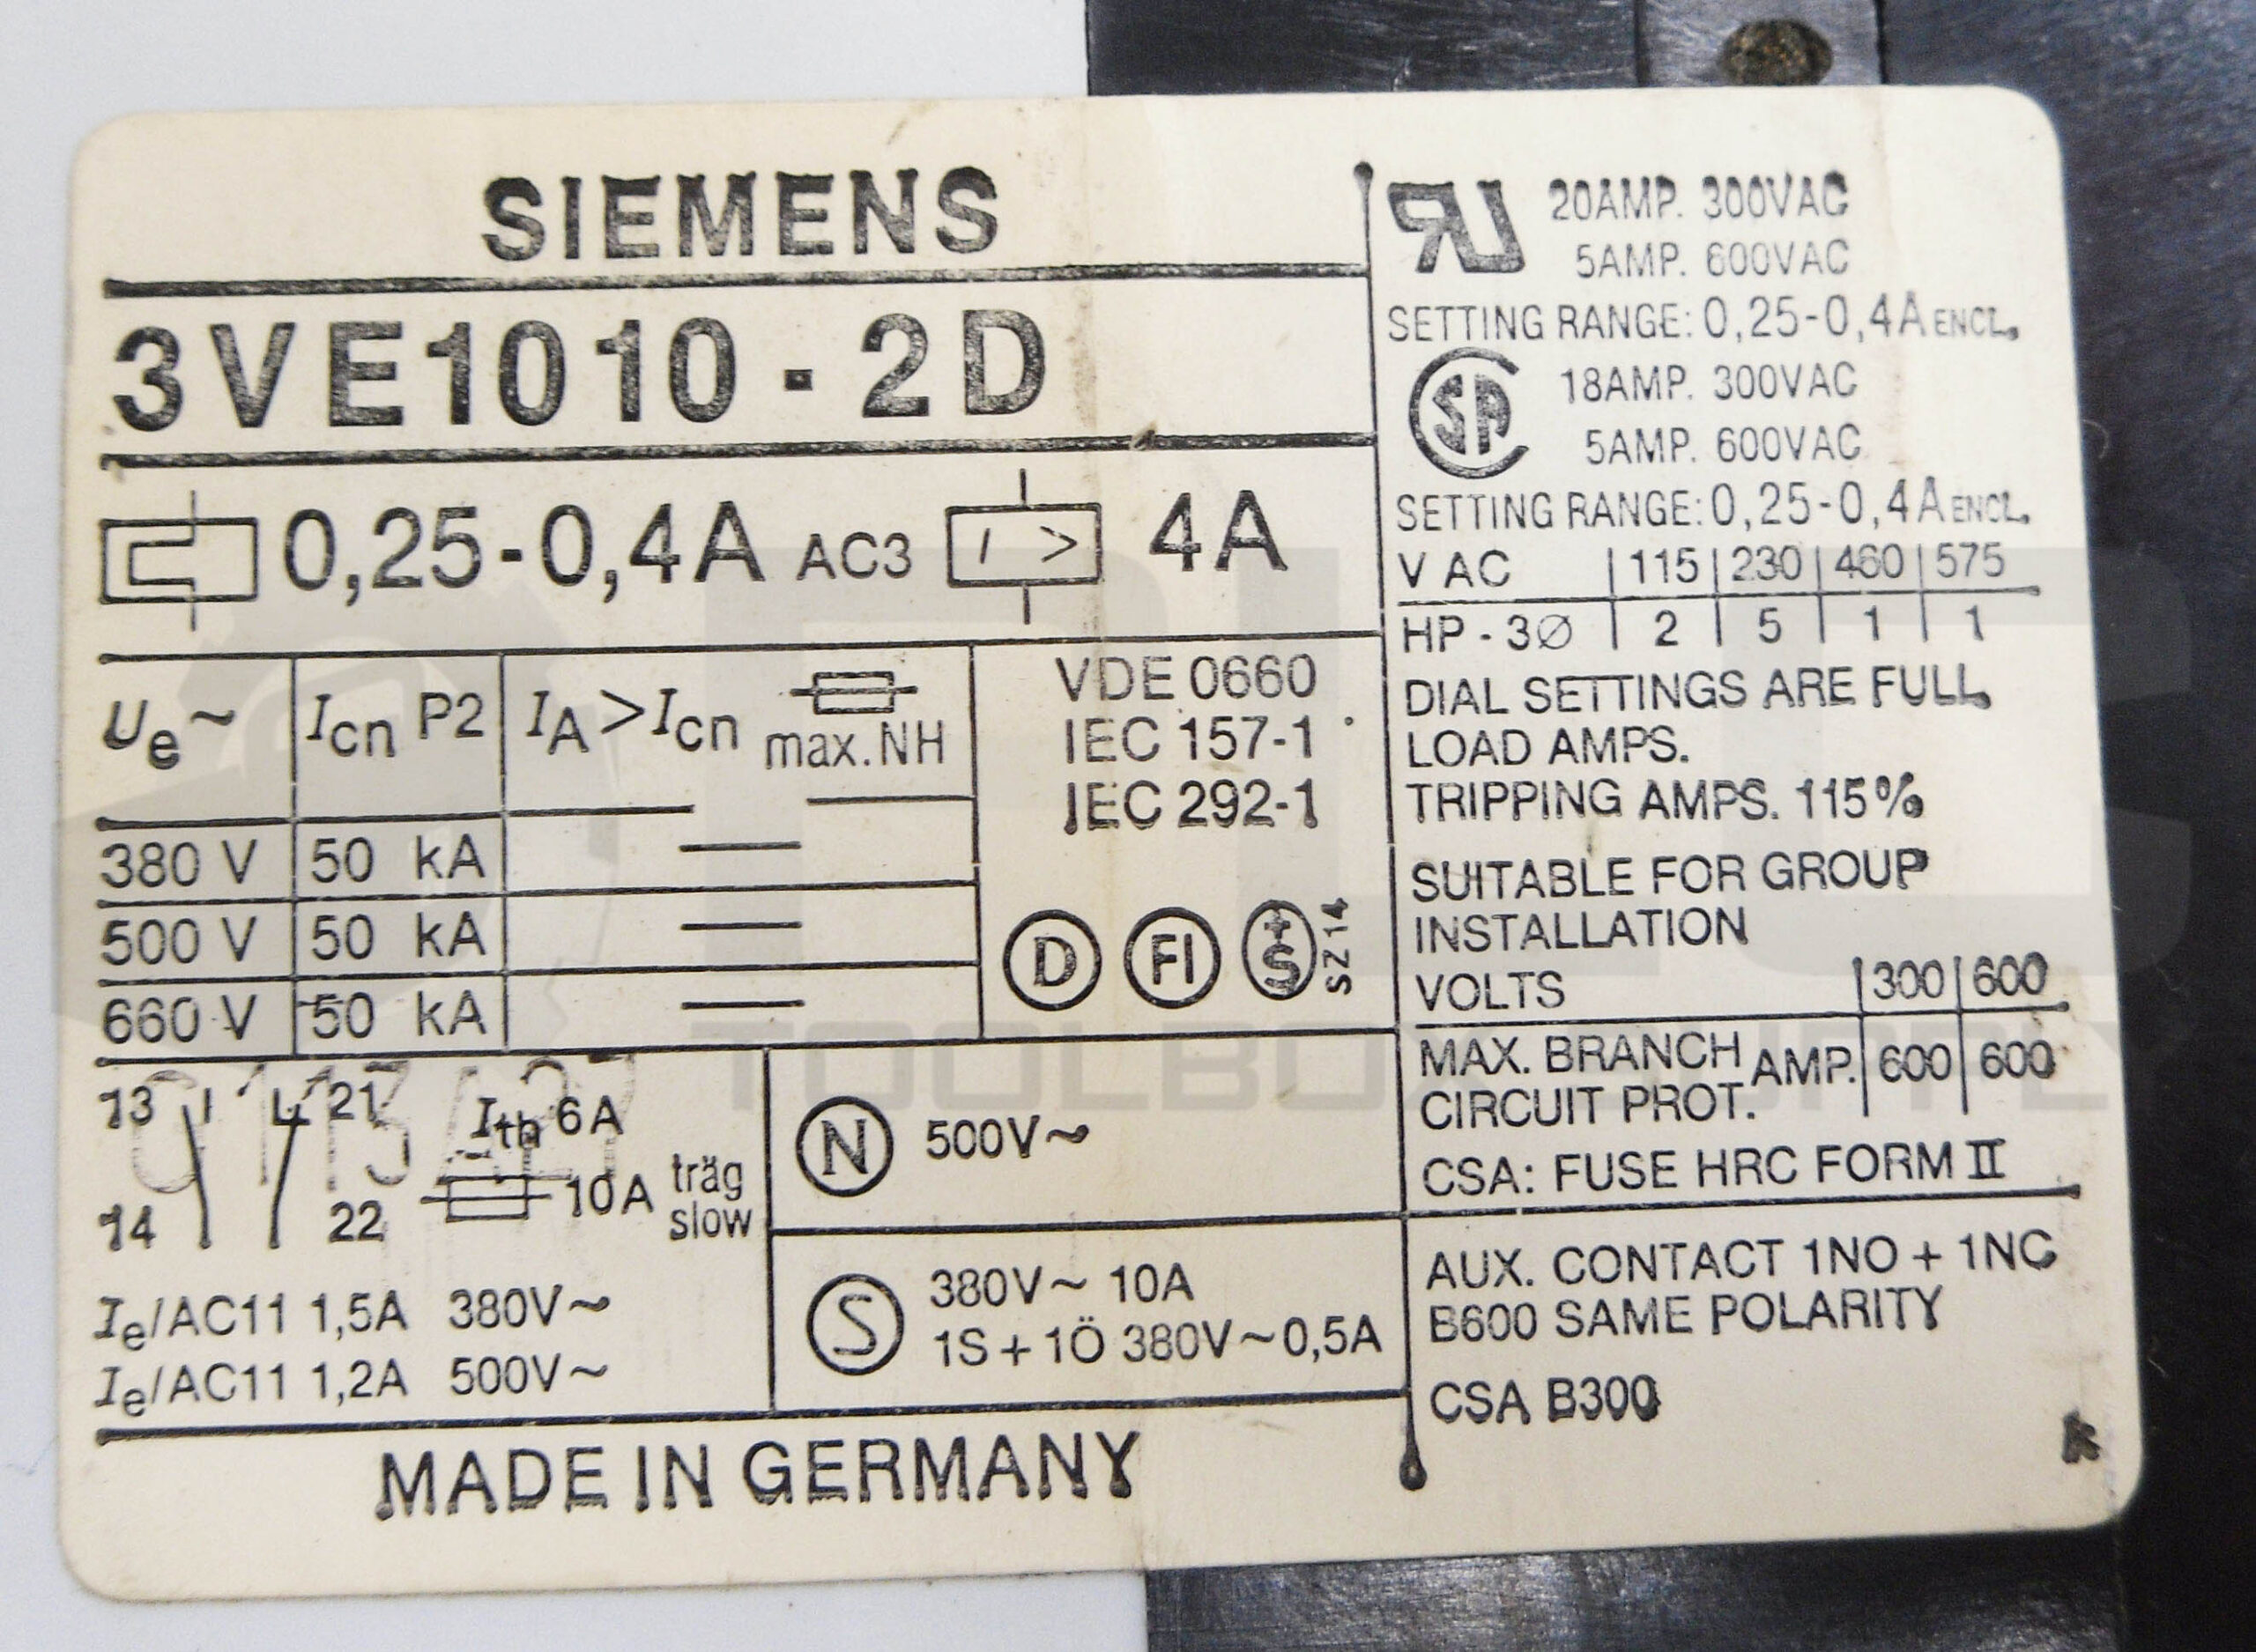 SIEMENS
3VE1010-2D
0,25-0,4A AC3 I > 4A
Ue~ Icn P2 IA>Icn max.NH
380 V 50 kA —
500 V 50 kA —
660 V 50 kA —
VDE 0660
IEC 157-1
IEC 292-1
D FI +S SZ14
13 21 Ith 6A
10A träg
slow
14 22
Ie/AC11 1,5A 380V~
Ie/AC11 1,2A 500V~
N 500V~
S 380V~ 10A
1S + 1Ö 380V~0,5A
MADE IN GERMANY
RU 20AMP. 300VAC
5AMP. 600VAC
SETTING RANGE: 0,25-0,4A ENCL.
SA 18AMP. 300VAC
5AMP. 600VAC
SETTING RANGE: 0,25-0,4A ENCL.
V AC 115 230 460 575
HP - 3Ø 2 5 1 1
DIAL SETTINGS ARE FULL
LOAD AMPS.
TRIPPING AMPS. 115%
SUITABLE FOR GROUP
INSTALLATION
VOLTS 300 600
MAX. BRANCH AMP. 600 600
CIRCUIT PROT.
CSA: FUSE HRC FORM II
AUX. CONTACT 1NO + 1NC
B600 SAME POLARITY
CSA B300
TOOLBOX